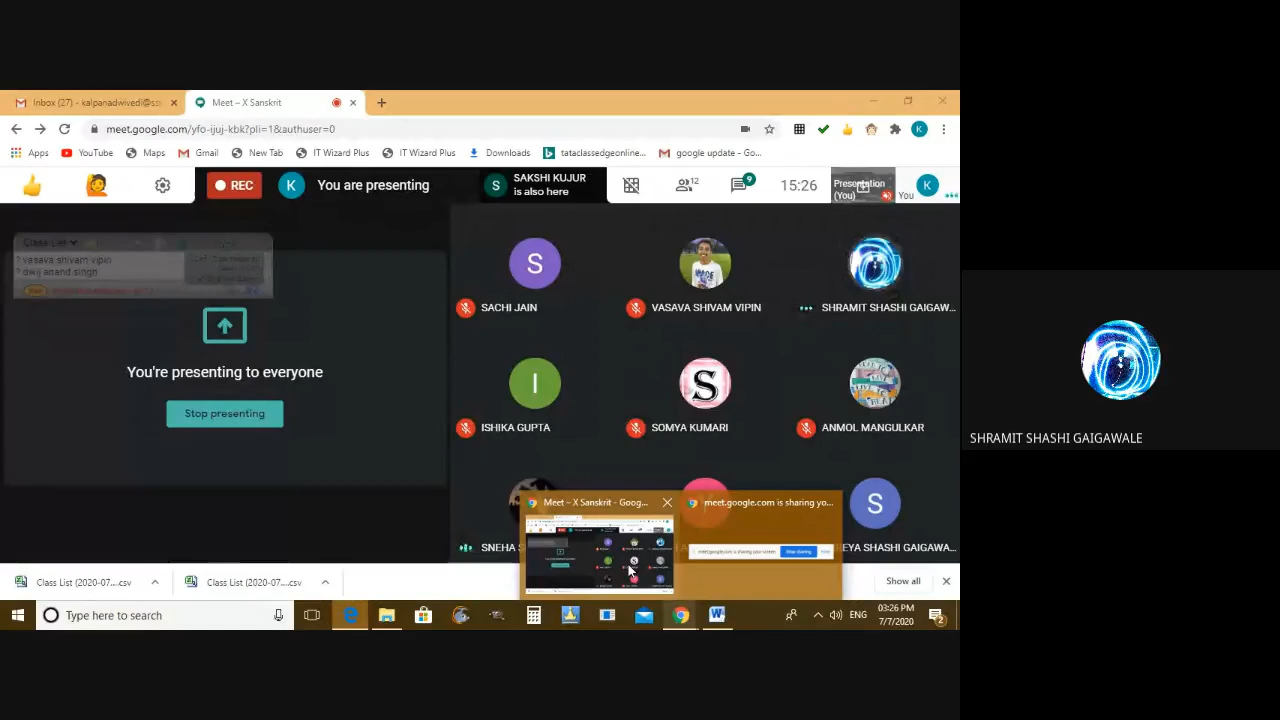 Inbox (27) - kalpanadwivedi@ss
Meet – X Sanskrit
meet.google.com/yfo-ijuj-kbk?pli=1&authuser=0
K
Apps
YouTube
Maps
Gmail
New Tab
IT Wizard Plus
IT Wizard Plus
Downloads
tataclassedgeonline...
google update - Go...
REC
K
You are presenting
S
SAKSHI KUJUR
is also here
12
9
15:26
Presentation
(You)
You
K
Class List
? vasava shivam vipin
? dwij anand singh
S
SACHI JAIN
VASAVA SHIVAM VIPIN
SHRAMIT SHASHI GAIGAW...
You're presenting to everyone
Stop presenting
I
ISHIKA GUPTA
S
SOMYA KUMARI
ANMOL MANGULKAR
SNEHA S
S
EYA SHASHI GAIGAWA...
Meet – X Sanskrit - Goog...
meet.google.com is sharing yo...
Class List (2020-07....csv
Class List (2020-07....csv
Show all
Type here to search
ENG
03:26 PM
7/7/2020
2
SHRAMIT SHASHI GAIGAWALE